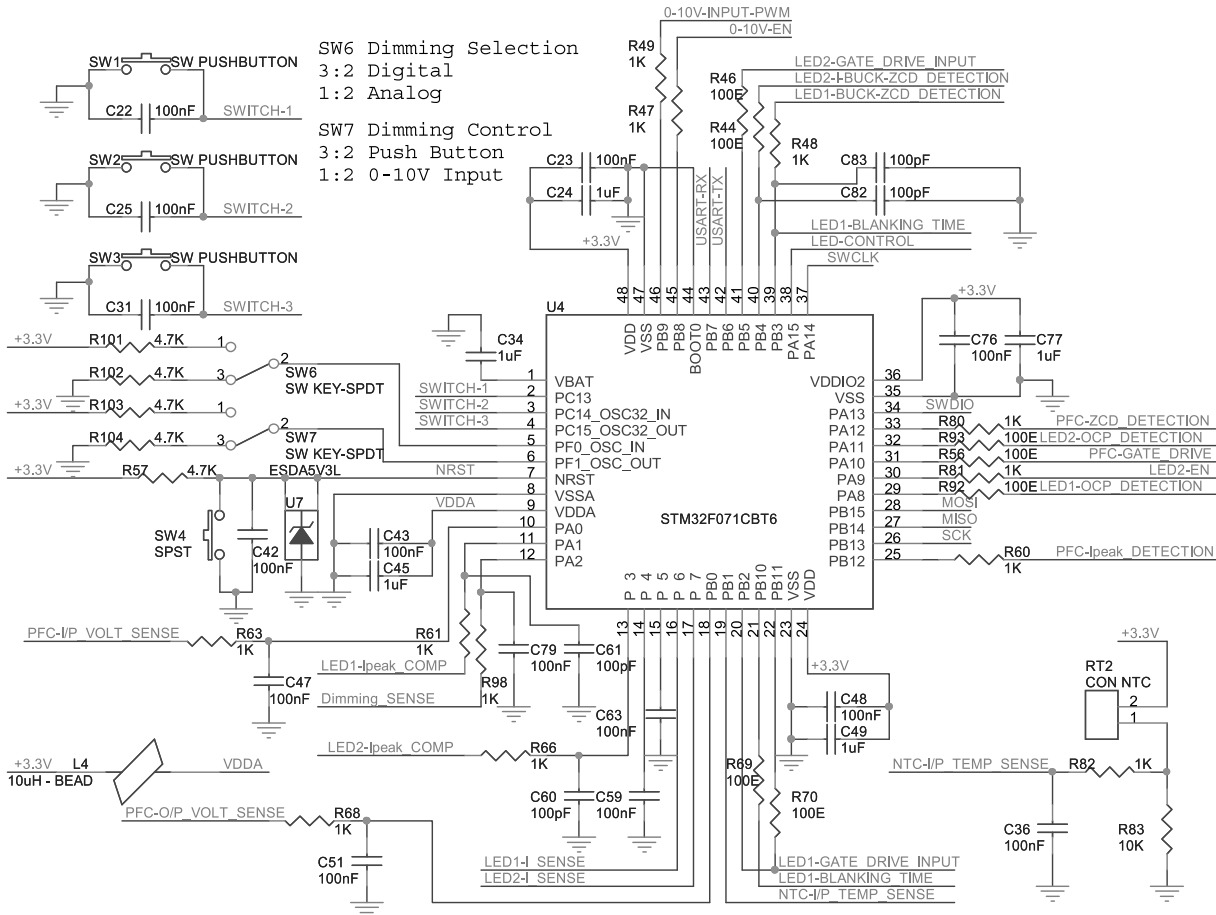 0-10V-INPUT-PWM
0-10V-EN
SW6 Dimming Selection
3:2 Digital
1:2 Analog
SW7 Dimming Control
3:2 Push Button
1:2 0-10V Input
SW1 SW PUSHBUTTON
C22 100nF SWITCH-1
SW2 SW PUSHBUTTON
C25 100nF SWITCH-2
SW3 SW PUSHBUTTON
C31 100nF SWITCH-3
R49
1K
R47
1K
R46
100E
R44
100E
R48
1K
LED2-GATE_DRIVE_INPUT
LED2-I-BUCK-ZCD_DETECTION
LED1-BUCK-ZCD_DETECTION
C23 100nF
C24 1uF
+3.3V
C83 100pF
C82 100pF
USART-RX
USART-TX
LED1-BLANKING_TIME
LED-CONTROL
SWCLK
48 47 46 45 44 43 42 41 40 39 38 37
U4
VDD VSS PB9 PB8 BOOT0 PB7 PB6 PB5 PB4 PB3 PA15 PA14
C34
1uF
+3.3V
C76
100nF
C77
1uF
+3.3V R101 4.7K 1
R102 4.7K 3 2
SW6
SW KEY-SPDT
+3.3V R103 4.7K 1
R104 4.7K 3 2
SW7
SW KEY-SPDT
+3.3V R57 4.7K ESDA5V3L NRST
U7
SW4
SPST
C42
100nF
VDDA
C43
100nF
C45
1uF
SWITCH-1
SWITCH-2
SWITCH-3
1 VBAT
2 PC13
3 PC14_OSC32_IN
4 PC15_OSC32_OUT
5 PF0_OSC_IN
6 PF1_OSC_OUT
7 NRST
8 VSSA
9 VDDA
10 PA0
11 PA1
12 PA2
STM32F071CBT6
VDDIO2 36
VSS 35
PA13 34 SWDIO
PA12 33 R80 1K PFC-ZCD_DETECTION
PA11 32 R93 100E LED2-OCP_DETECTION
PA10 31 R56 100E PFC-GATE_DRIVE
PA9 30 R81 1K LED2-EN
PA8 29 R92 100E LED1-OCP_DETECTION
PB15 28 MOSI
PB14 27 MISO
PB13 26 SCK
PB12 25 R60 1K PFC-Ipeak_DETECTION
P 3 P 4 P 5 P 6 P 7 PB0 PB1 PB2 PB10 PB11 VSS VDD
13 14 15 16 17 18 19 20 21 22 23 24
PFC-I/P_VOLT_SENSE R63
1K
C47
100nF
R61
1K
LED1-Ipeak_COMP
Dimming_SENSE
R98
1K
C79
100nF
C61
100pF
C63
100nF
+3.3V
C48
100nF
C49
1uF
+3.3V
RT2
CON NTC
2
1
LED2-Ipeak_COMP R66
1K
C60
100pF
C59
100nF
R69
100E
R70
100E
+3.3V L4 VDDA
10uH - BEAD
PFC-O/P_VOLT_SENSE R68
1K
C51
100nF
NTC-I/P_TEMP_SENSE R82 1K
C36
100nF
R83
10K
LED1-I_SENSE
LED2-I_SENSE
LED1-GATE_DRIVE_INPUT
LED1-BLANKING_TIME
NTC-I/P_TEMP_SENSE